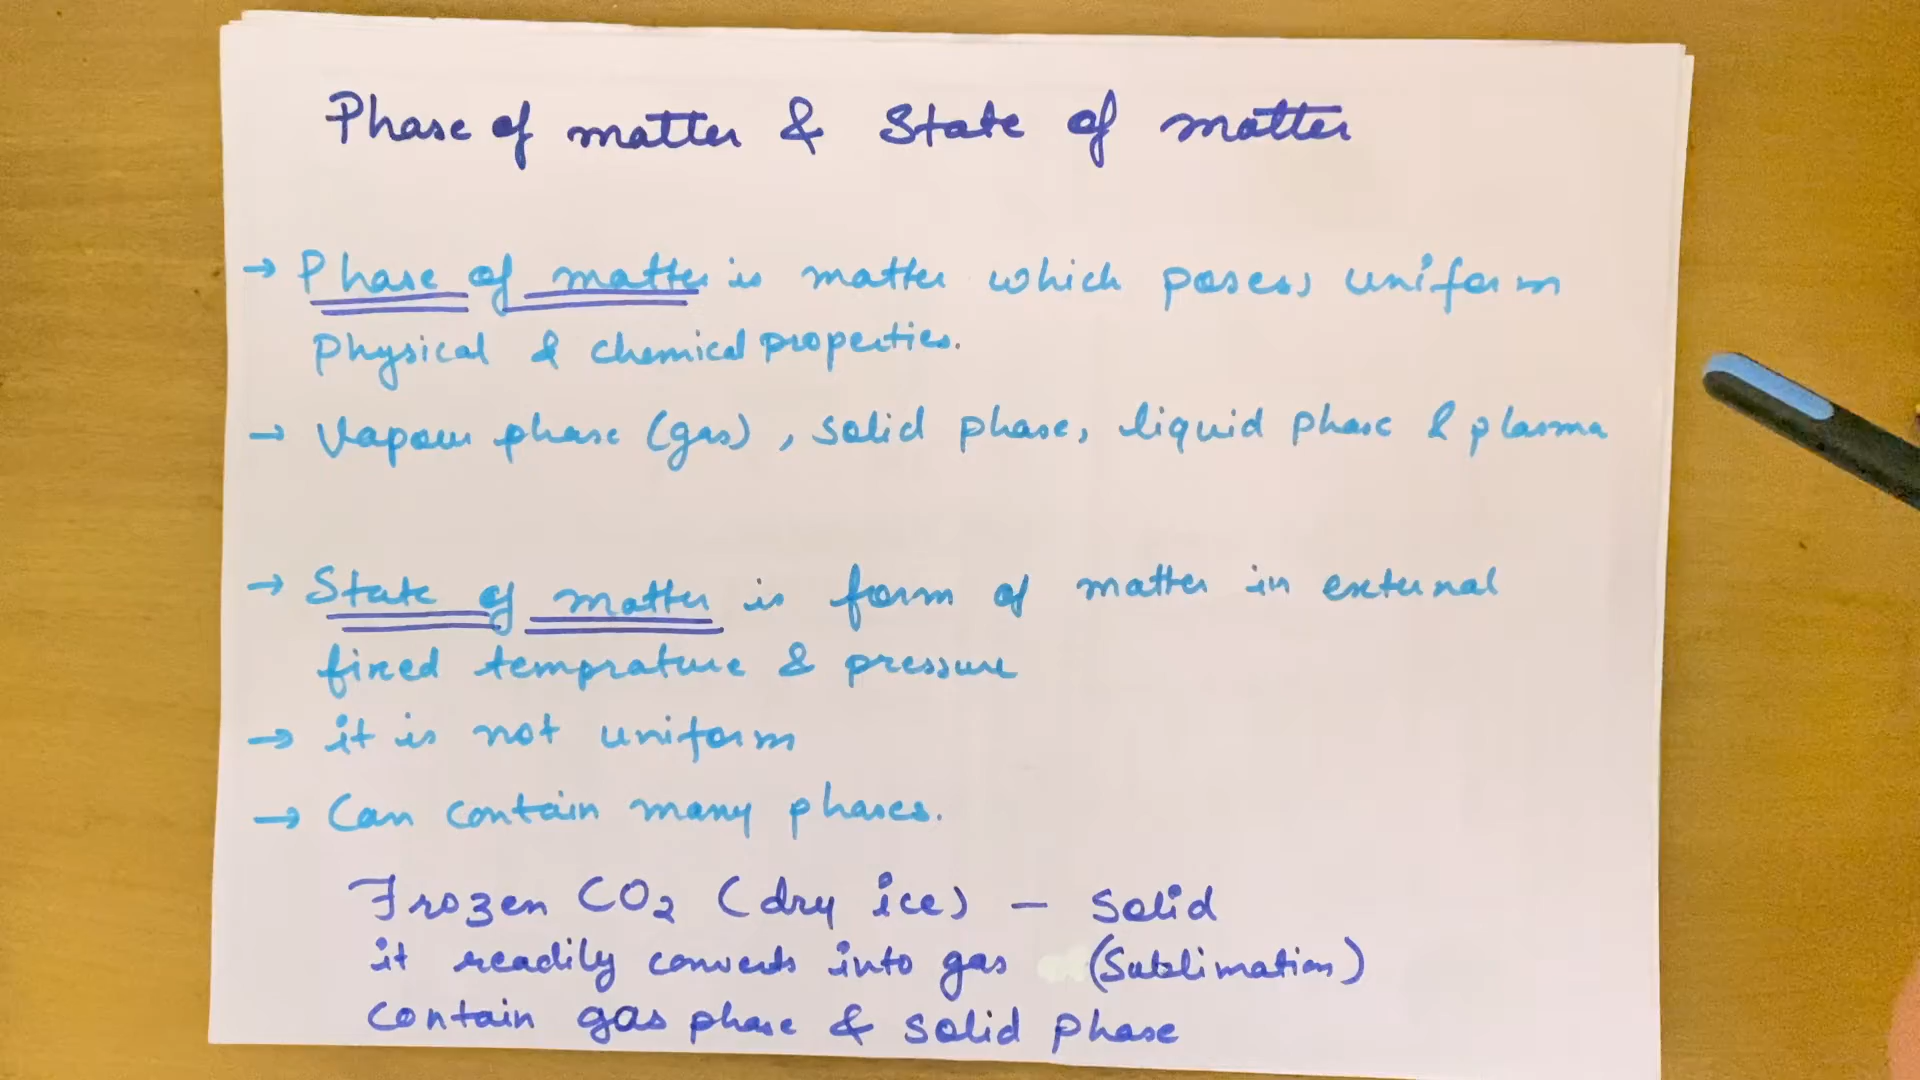 Phase of matter & State of matter
→ Phase of matter is matter which posess uniform
physical & chemical properties.
→ Vapour phase (gas), solid phase, liquid phase & plasma
→ State of matter is form of matter in external
fixed temprature & pressure
→ it is not uniform
→ Can contain many phases.
Frozen CO2 (dry ice) – Solid
it readily converts into gas (Sublimation)
contain gas phase & solid phase